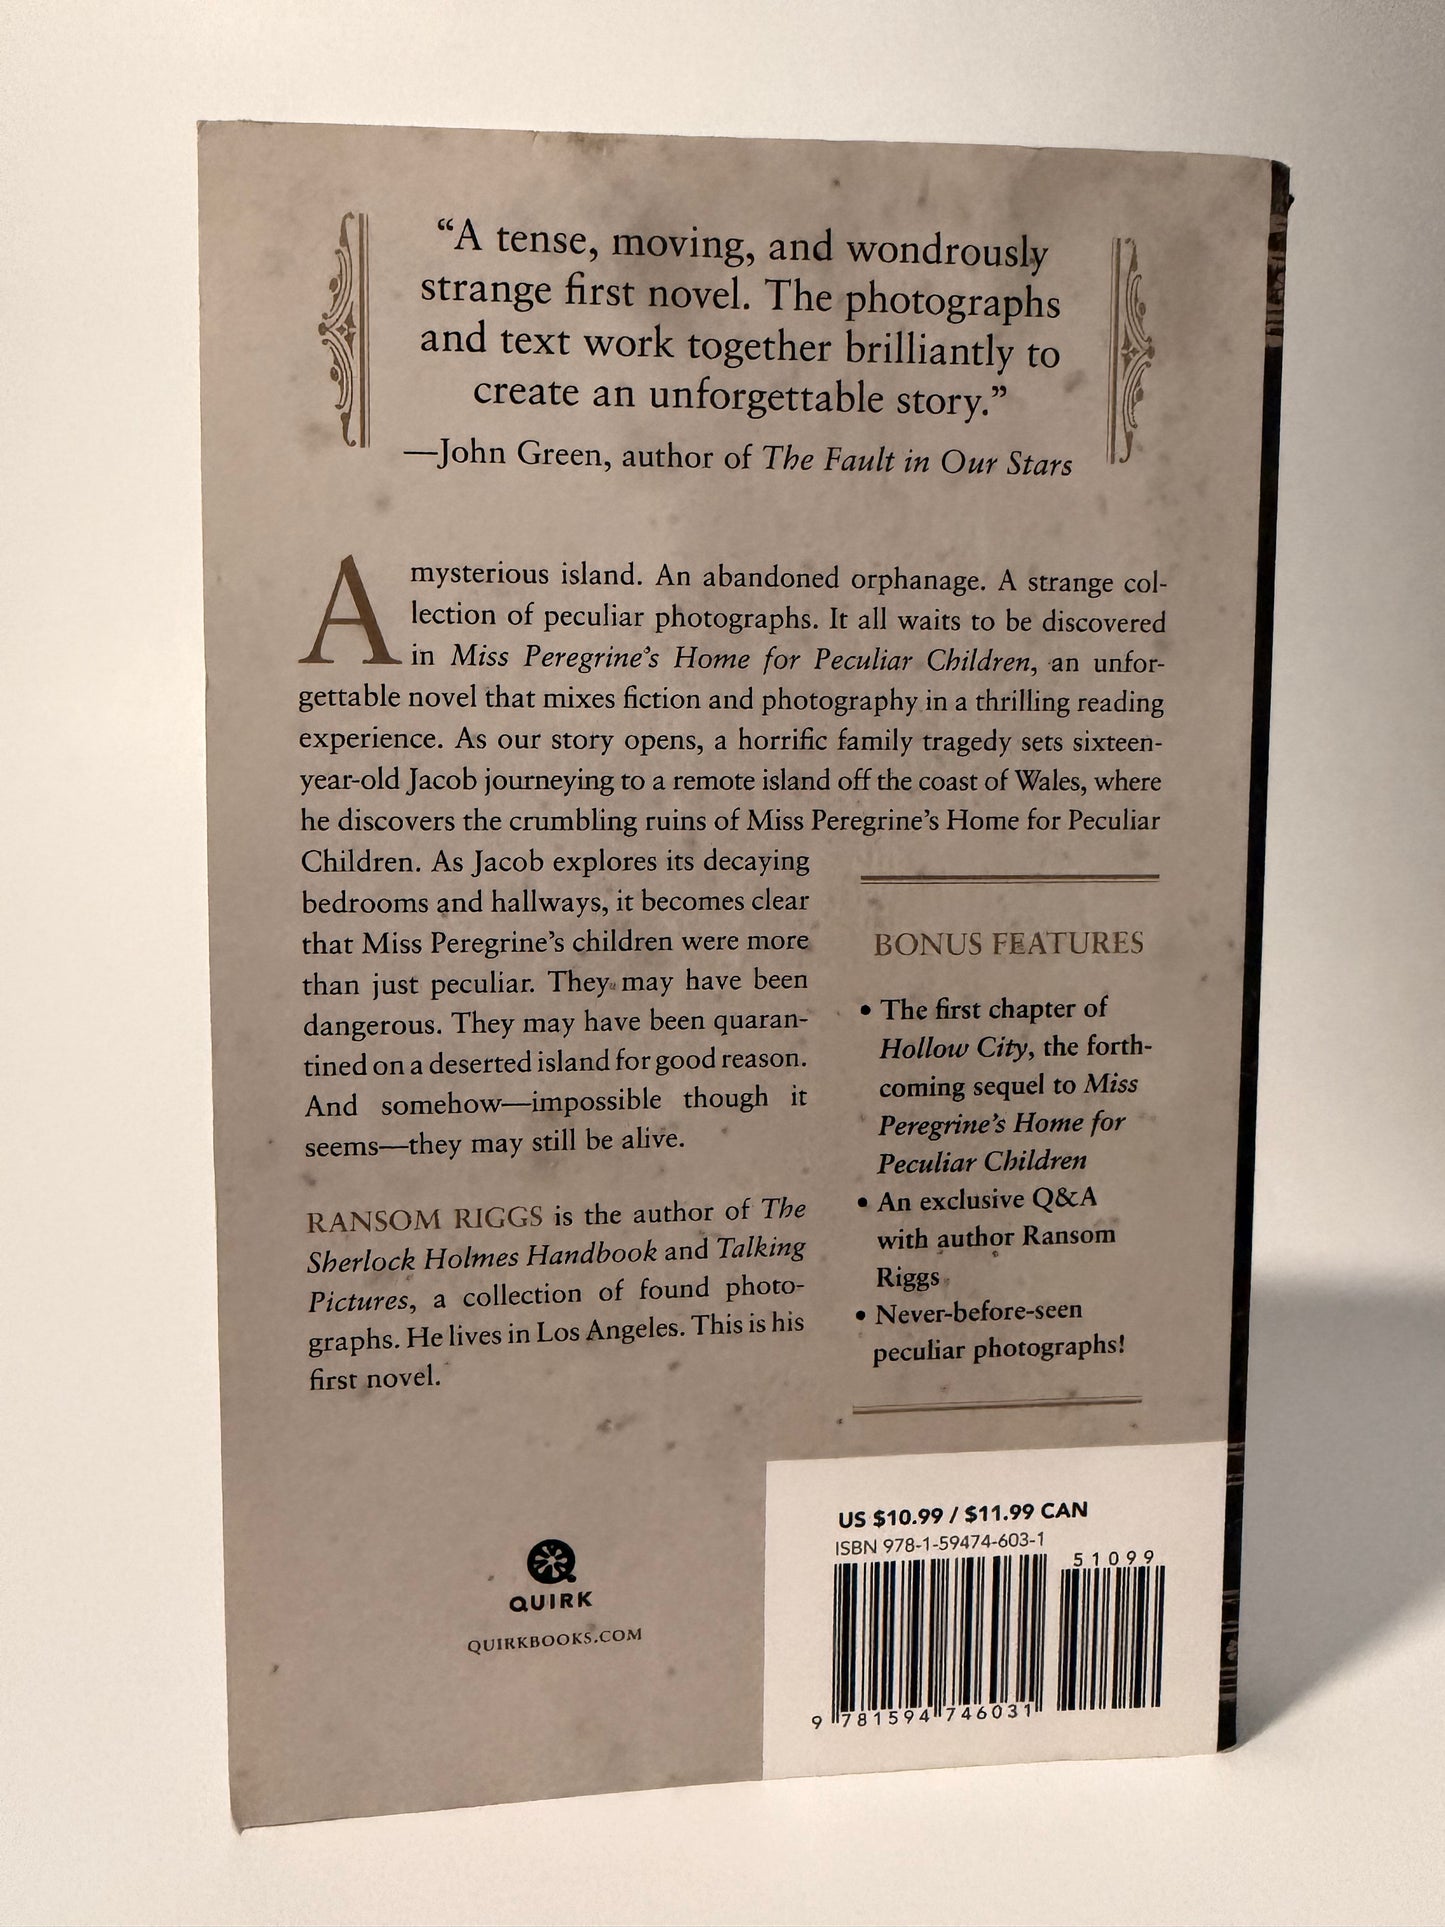 “A tense, moving, and wondrously
strange first novel. The photographs
and text work together brilliantly to
create an unforgettable story.”
—John Green, author of The Fault in Our Stars
A mysterious island. An abandoned orphanage. A strange col-
lection of peculiar photographs. It all waits to be discovered
in Miss Peregrine’s Home for Peculiar Children, an unfor-
gettable novel that mixes fiction and photography in a thrilling reading
experience. As our story opens, a horrific family tragedy sets sixteen-
year-old Jacob journeying to a remote island off the coast of Wales, where
he discovers the crumbling ruins of Miss Peregrine’s Home for Peculiar
Children. As Jacob explores its decaying
bedrooms and hallways, it becomes clear
that Miss Peregrine’s children were more
than just peculiar. They may have been
dangerous. They may have been quaran-
tined on a deserted island for good reason.
And somehow—impossible though it
seems—they may still be alive.
RANSOM RIGGS is the author of The
Sherlock Holmes Handbook and Talking
Pictures, a collection of found photo-
graphs. He lives in Los Angeles. This is his
first novel.
BONUS FEATURES
• The first chapter of
Hollow City, the forth-
coming sequel to Miss
Peregrine’s Home for
Peculiar Children
• An exclusive Q&A
with author Ransom
Riggs
• Never-before-seen
peculiar photographs!
QUIRK
QUIRKBOOKS.COM
US $10.99 / $11.99 CAN
ISBN 978-1-59474-603-1
51099
9 781594 746031